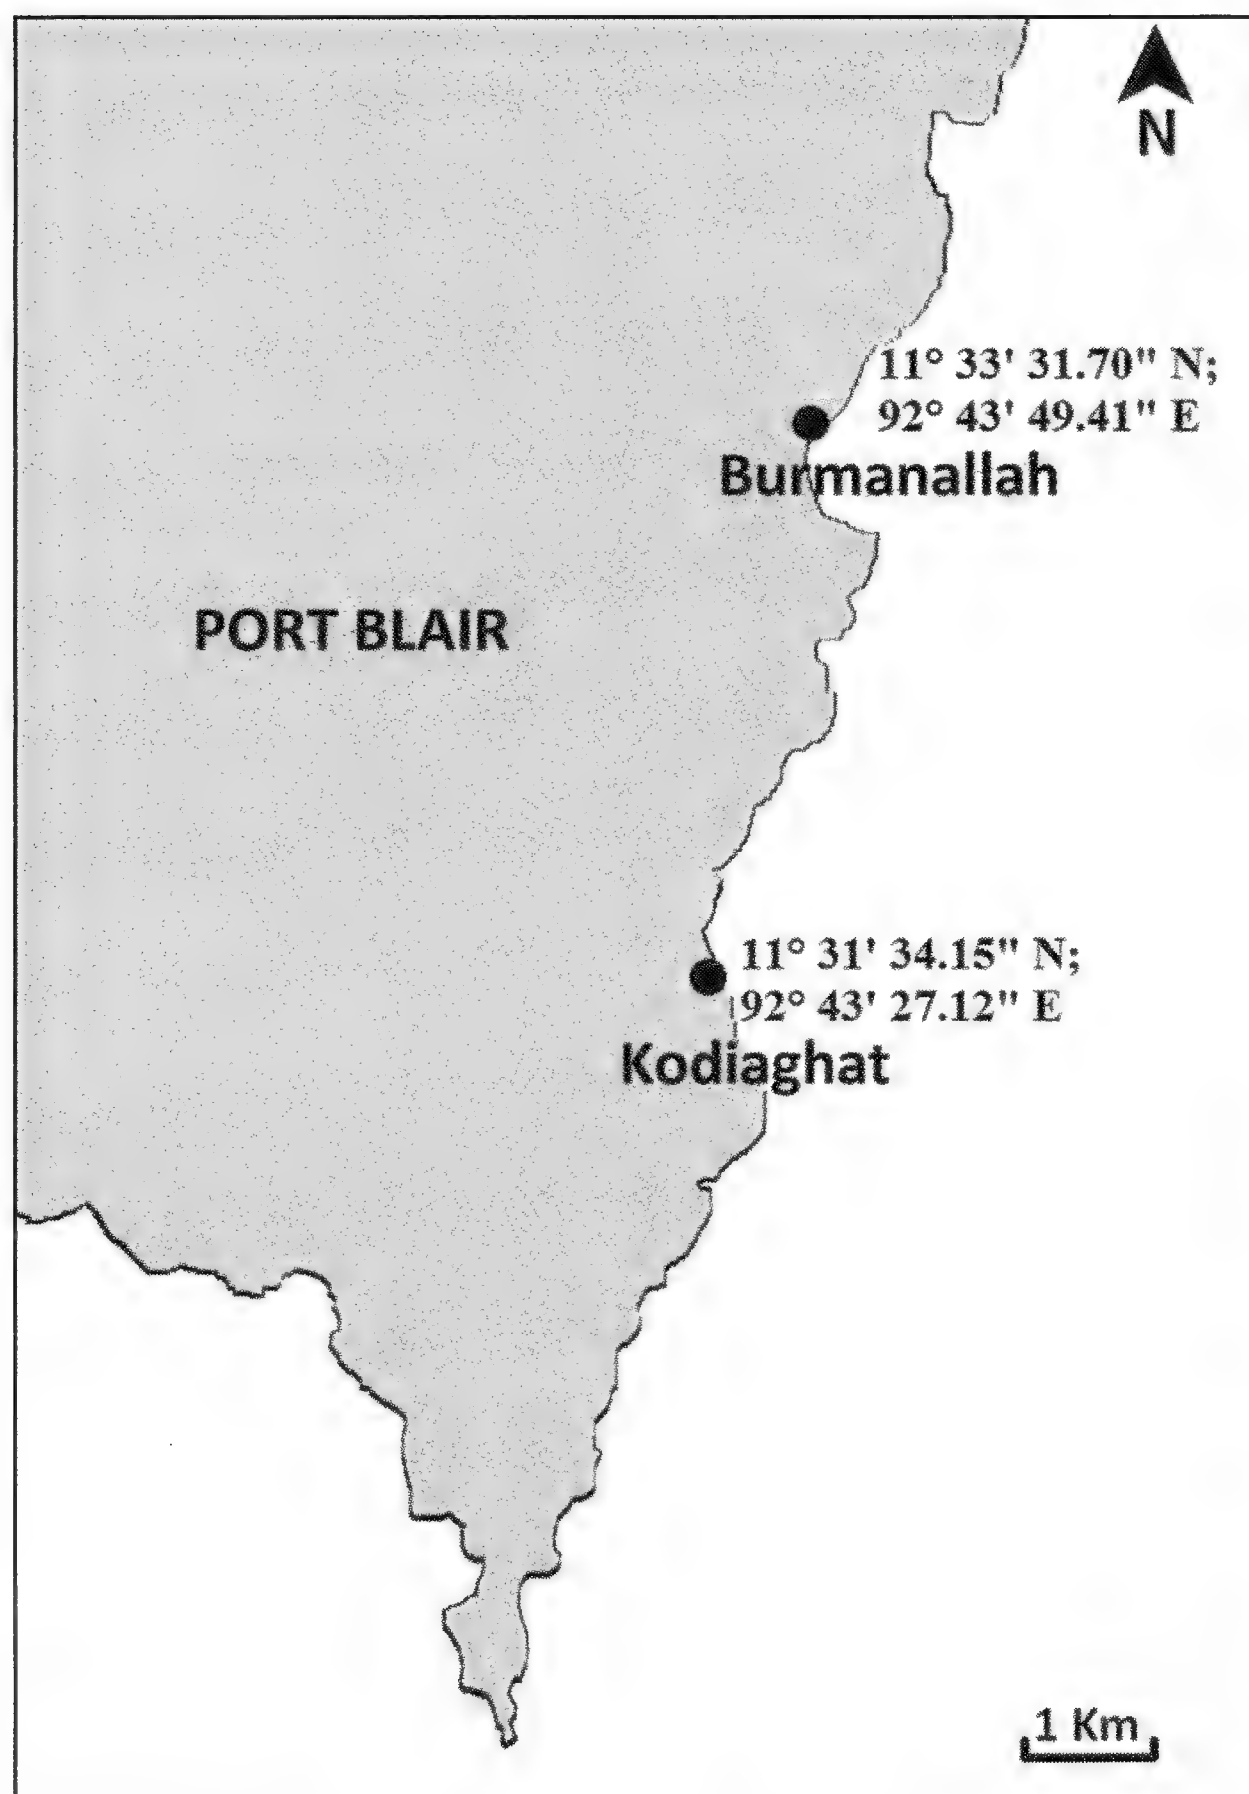 N
11° 33' 31.70" N;
92° 43' 49.41" E
Burmanallah
PORT BLAIR
11° 31' 34.15" N;
92° 43' 27.12" E
Kodiaghat
1 Km